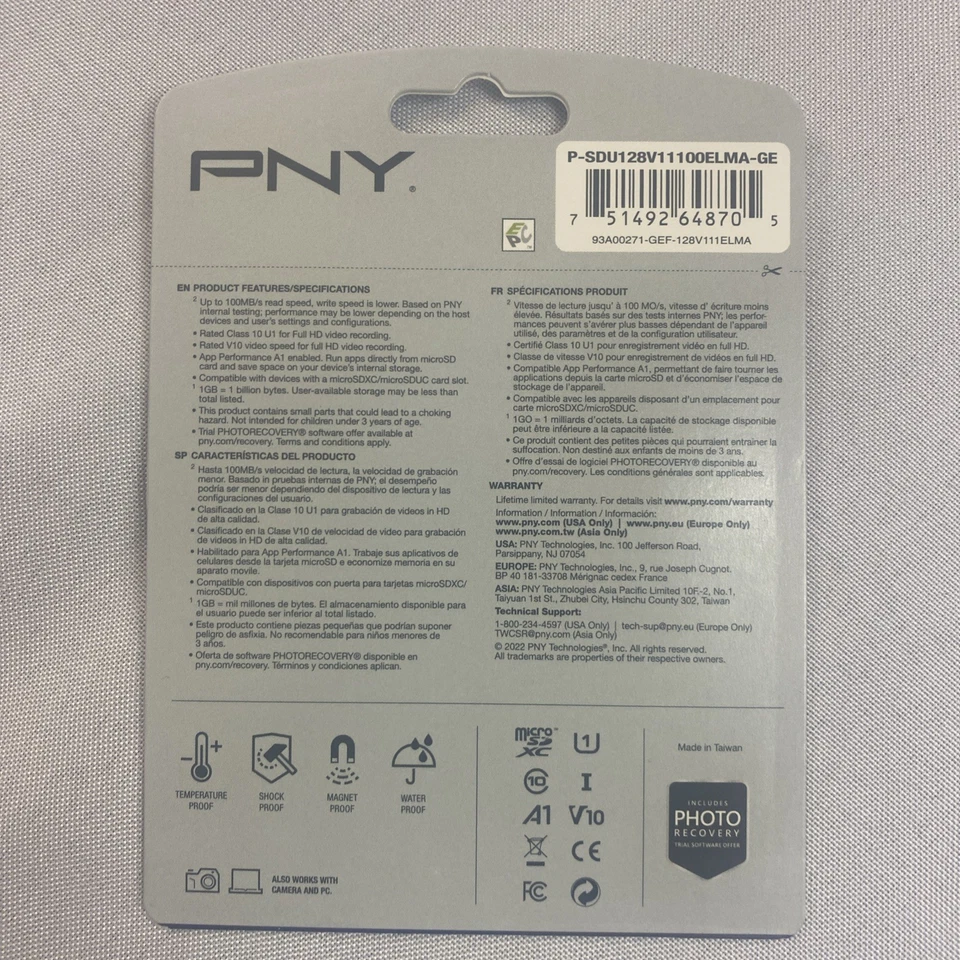 PNY®
P-SDU128V11100ELMA-GE
7 51492 64870 5
93A00271-GEF-128V111ELMA
EPC
EN PRODUCT FEATURES/SPECIFICATIONS
² Up to 100MB/s read speed, write speed is lower. Based on PNY
internal testing; performance may be lower depending on the host
devices and user's settings and configurations.
• Rated Class 10 U1 for Full HD video recording.
• Rated V10 video speed for full HD video recording.
• App Performance A1 enabled. Run apps directly from microSD
card and save space on your device's internal storage.
• Compatible with devices with a microSDXC/microSDUC card slot.
¹ 1GB = 1 billion bytes. User-available storage may be less than
total listed.
• This product contains small parts that could lead to a choking
hazard. Not intended for children under 3 years of age.
• Trial PHOTORECOVERY® software offer available at
pny.com/recovery. Terms and conditions apply.
SP CARACTERÍSTICAS DEL PRODUCTO
² Hasta 100MB/s velocidad de lectura, la velocidad de grabación
menor. Basado en pruebas internas de PNY; el desempeño
podría ser menor dependiendo del dispositivo de lectura y las
configuraciones del usuario.
• Clasificado en la Clase 10 U1 para grabación de videos in HD
de alta calidad.
• Clasificado en la Clase V10 de velocidad de video para grabación
de videos in HD de alta calidad.
• Habilitado para App Performance A1. Trabaje sus aplicativos de
celulares desde la tarjeta microSD e economize memoria en su
aparato movile.
• Compatible con dispositivos con puerta para tarjetas microSDXC/
microSDUC.
¹ 1GB = mil millones de bytes. El almacenamiento disponible para
el usuario puede ser inferior al total listado.
• Este producto contiene piezas pequeñas que podrían suponer
peligro de asfixia. No recomendable para niños menores de
3 años.
• Oferta de software PHOTORECOVERY® disponible en
pny.com/recovery. Términos y condiciones aplican.
FR SPÉCIFICATIONS PRODUIT
² Vitesse de lecture jusqu' à 100 MO/s, vitesse d' écriture moins
élevée. Résultats basés sur des tests internes PNY; les perfor-
mances peuvent s'avérer plus basses dépendant de l'appareil
utilisé, des paramètres et de la configuration utilisateur.
• Certifié Class 10 U1 pour enregistrement vidéo en full HD.
• Classe de vitesse V10 pour enregistrement de vidéos en full HD.
• Compatible App Performance A1, permettant de faire tourner les
applications depuis la carte microSD et d'économiser l'espace de
stockage de l'appareil.
• Compatible avec les appareils disposant d'un emplacement pour
carte microSDXC/microSDUC.
¹ 1GO = 1 milliards d'octets. La capacité de stockage disponible
peut être inférieure a la capacité listée.
• Ce produit contient des petites pièces qui pourraient entrainer la
suffocation. Non destiné aux enfants de moins de 3 ans.
• Offre d'essai de logiciel PHOTORECOVERY® disponible au
pny.com/recovery. Les conditions générales sont applicables.
WARRANTY
Lifetime limited warranty. For details visit www.pny.com/warranty
Information / Information / Información:
www.pny.com (USA Only) | www.pny.eu (Europe Only)
www.pny.com.tw (Asia Only)
USA: PNY Technologies, Inc. 100 Jefferson Road,
Parsippany, NJ 07054
EUROPE: PNY Technologies, Inc., 9, rue Joseph Cugnot,
BP 40 181-33708 Mérignac cedex France
ASIA: PNY Technologies Asia Pacific Limited 10F.-2, No.1,
Taiyuan 1st St., Zhubei City, Hsinchu County 302, Taiwan
Technical Support:
1-800-234-4597 (USA Only) | tech-sup@pny.eu (Europe Only)
TWCSR@pny.com (Asia Only)
© 2022 PNY Technologies®, Inc. All rights reserved.
All trademarks are property of their respective owners.
TEMPERATURE
PROOF
SHOCK
PROOF
MAGNET
PROOF
WATER
PROOF
ALSO WORKS WITH
CAMERA AND PC.
micro SD XC
U 1
10
I
A1 V10
CE
FC
Made in Taiwan
INCLUDES
PHOTO
RECOVERY
TRIAL SOFTWARE OFFER